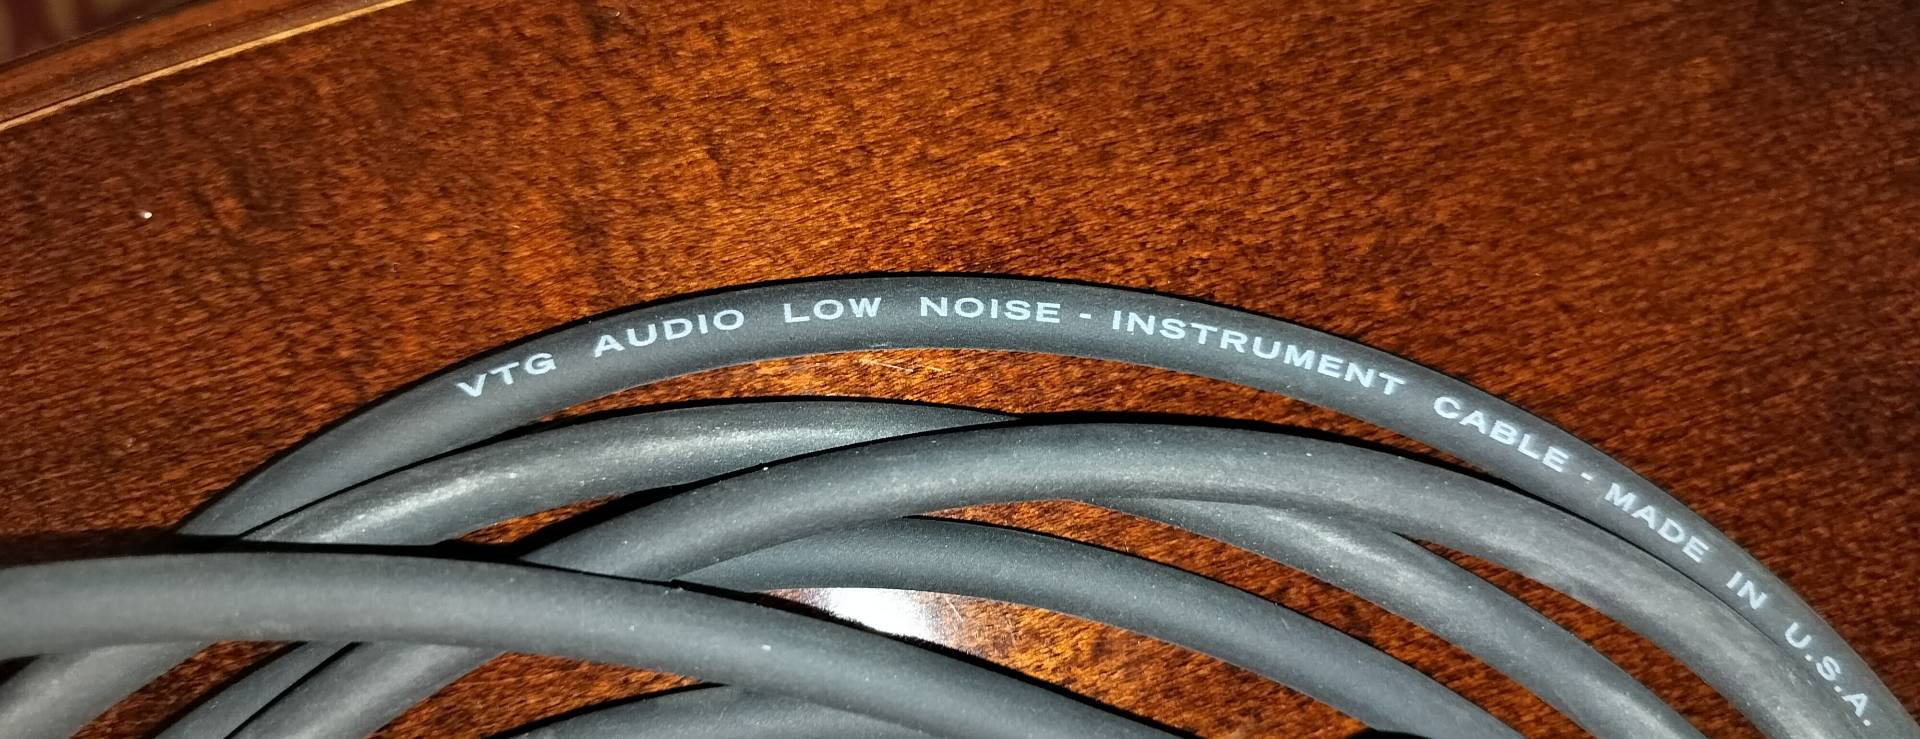 VTG AUDIO LOW NOISE - INSTRUMENT CABLE - MADE IN U.S.A.